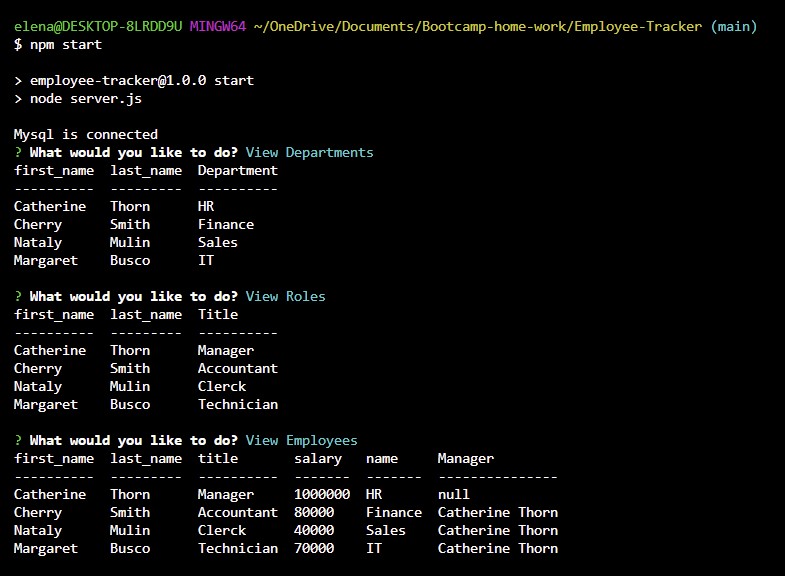 elena@DESKTOP-8LRDD9U MINGW64 ~/OneDrive/Documents/Bootcamp-home-work/Employee-Tracker (main)
$ npm start
> employee-tracker@1.0.0 start
> node server.js
Mysql is connected
? What would you like to do? View Departments
first_name  last_name  Department
----------  ---------  ----------
Catherine   Thorn      HR
Cherry      Smith      Finance
Nataly      Mulin      Sales
Margaret    Busco      IT
? What would you like to do? View Roles
first_name  last_name  Title
----------  ---------  ----------
Catherine   Thorn      Manager
Cherry      Smith      Accountant
Nataly      Mulin      Clerck
Margaret    Busco      Technician
? What would you like to do? View Employees
first_name  last_name  title       salary   name     Manager
----------  ---------  ----------  -------  -------  ---------------
Catherine   Thorn      Manager     1000000  HR       null
Cherry      Smith      Accountant  80000    Finance  Catherine Thorn
Nataly      Mulin      Clerck      40000    Sales    Catherine Thorn
Margaret    Busco      Technician  70000    IT       Catherine Thorn